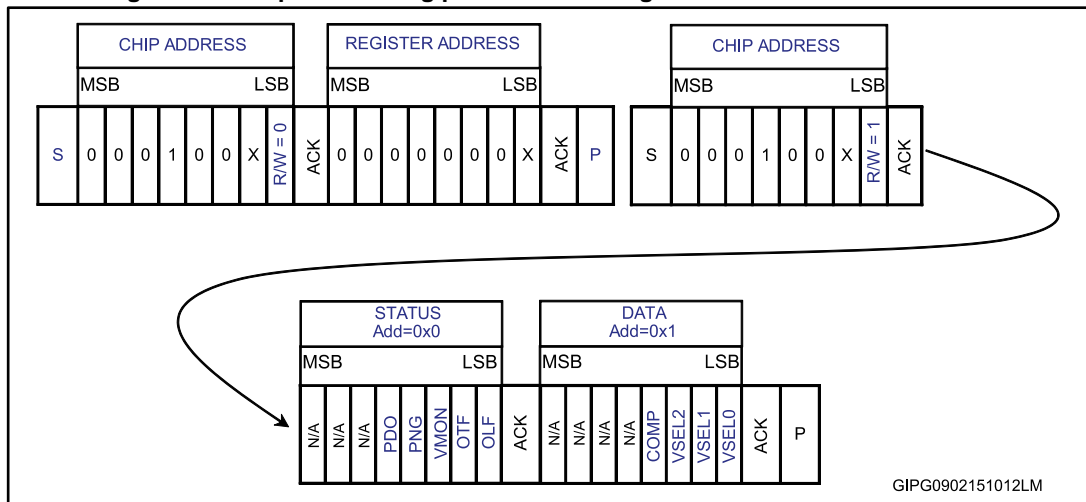 CHIP ADDRESS REGISTER ADDRESS CHIP ADDRESS
MSB LSB MSB LSB MSB LSB
S 0 0 0 1 0 0 X R/W = 0 ACK 0 0 0 0 0 0 0 X ACK P S 0 0 0 1 0 0 X R/W = 1 ACK
STATUS DATA
Add=0x0 Add=0x1
MSB LSB MSB LSB
N/A N/A N/A PDO PNG VMON OTF OLF ACK N/A N/A N/A N/A COMP VSEL2 VSEL1 VSEL0 ACK P
GIPG0902151012LM